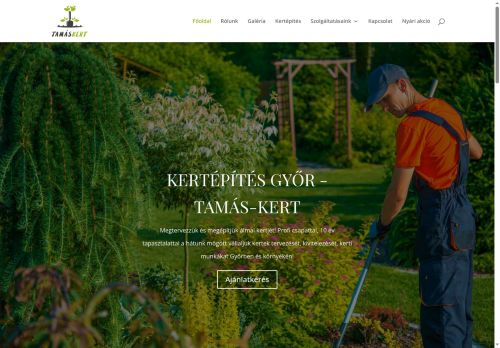 TAMÁSKERT
Főoldal Rólunk Galéria Kertépítés Szolgáltatásaink Kapcsolat Nyári akció
KERTÉPÍTÉS GYŐR –
TAMÁS-KERT
Megtervezzük és megépítjük álmai kertjét! Profi csapattal, 10 év
tapasztalattal a hátunk mögött vállaljuk kertek tervezését, kivitelezését, kerti
munkákat Győrben és környékén!
Ajánlatkérés